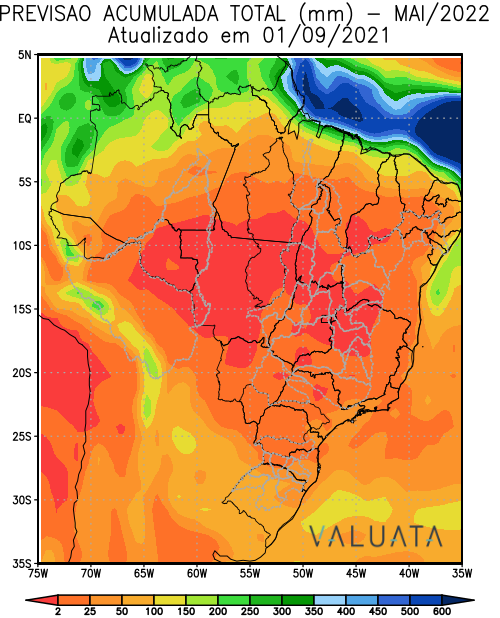 PREVISAO ACUMULADA TOTAL (mm) – MAI/2022
Atualizado em 01/09/2021
5N
EQ
5S
10S
15S
20S
25S
30S
35S
VALUATA
75W 70W 65W 60W 55W 50W 45W 40W 35W
2 25 50 100 150 200 250 300 350 400 450 500 600